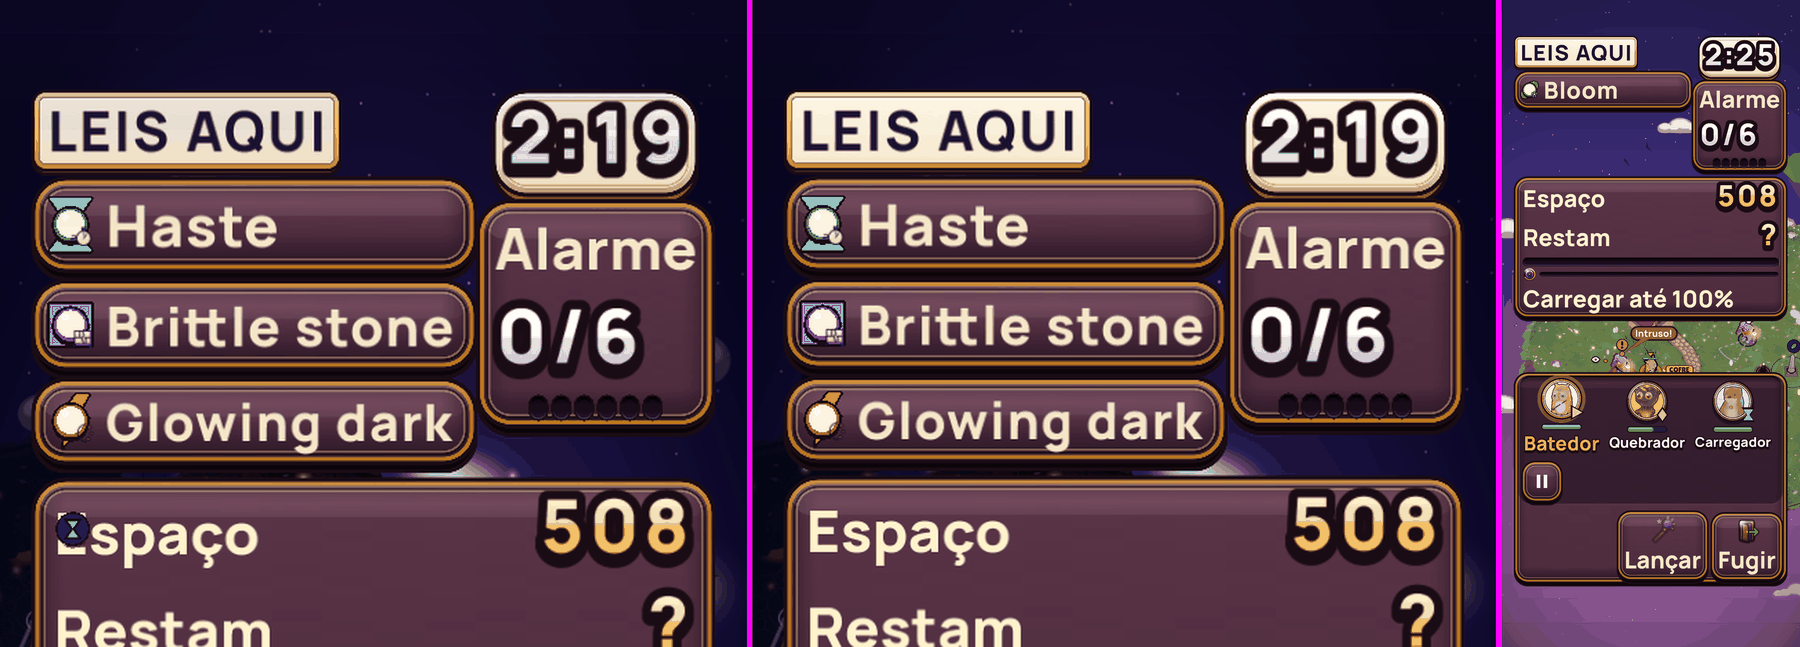 LEIS AQUI
2:19
Haste
Alarme
0/6
Brittle stone
Glowing dark
Espaço
508
Restam
?
LEIS AQUI
2:19
Haste
Alarme
0/6
Brittle stone
Glowing dark
Espaço
508
Restam
?
LEIS AQUI
2:25
Bloom
Alarme
0/6
Espaço
508
Restam
?
Carregar até 100%
Intruso!
COFRE
Batedor
Quebrador
Carregador
Lançar
Fugir